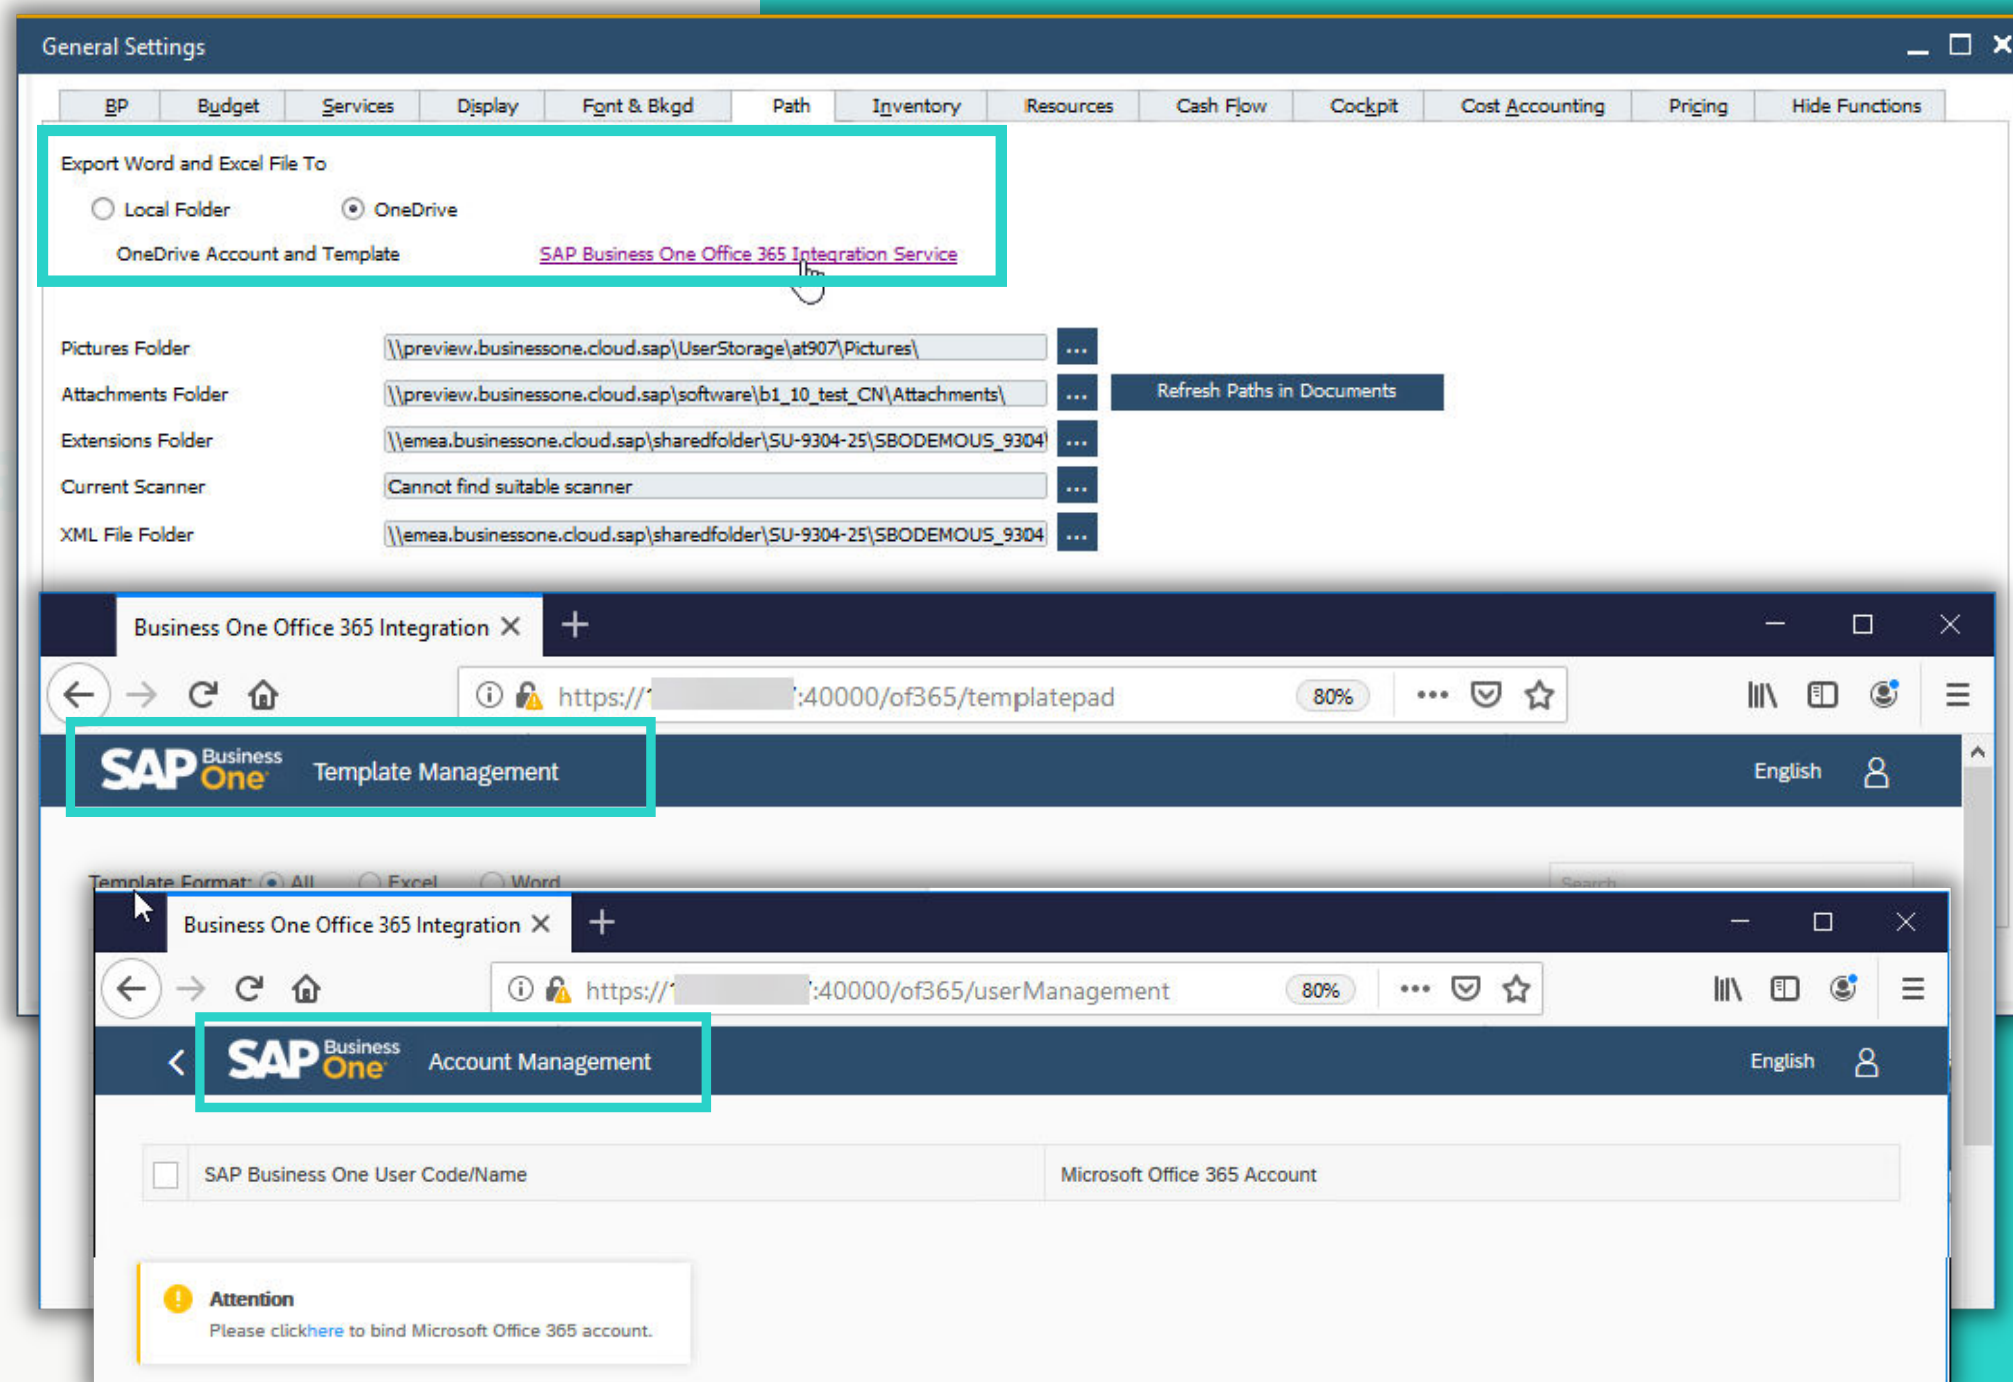 General Settings
BP Budget Services Display Font & Bkgd Path Inventory Resources Cash Flow Cockpit Cost Accounting Pricing Hide Functions
Export Word and Excel File To
Local Folder OneDrive
OneDrive Account and Template SAP Business One Office 365 Integration Service
Pictures Folder \\preview.businessone.cloud.sap\UserStorage\at907\Pictures\ ...
Attachments Folder \\preview.businessone.cloud.sap\software\b1_10_test_CN\Attachments\ ... Refresh Paths in Documents
Extensions Folder \\emea.businessone.cloud.sap\sharedfolder\SU-9304-25\SBODEMOUS_9304\ ...
Current Scanner Cannot find suitable scanner ...
XML File Folder \\emea.businessone.cloud.sap\sharedfolder\SU-9304-25\SBODEMOUS_9304 ...
Business One Office 365 Integration
https:// :40000/of365/templatepad 80%
SAP Business One Template Management English
Template Format: All Excel Word Search
Business One Office 365 Integration
https:// :40000/of365/userManagement 80%
SAP Business One Account Management English
SAP Business One User Code/Name Microsoft Office 365 Account
Attention
Please clickhere to bind Microsoft Office 365 account.